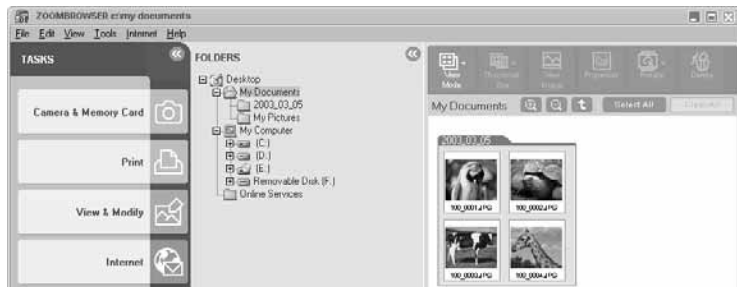 ZOOMBROWSER e:my documents
File Edit View Tools Internet Help
TASKS
Camera & Memory Card
Print
View & Modify
Internet
FOLDERS
Desktop
My Documents
2003_03_05
My Pictures
My Computer
(C:)
(D:)
(E:)
Removable Disk (F:)
Online Services
View Mode
Properties
Delete
My Documents
Select All
2003_03_05
100_0001.JPG 100_0002.JPG
100_0003.JPG 100_0004.JPG